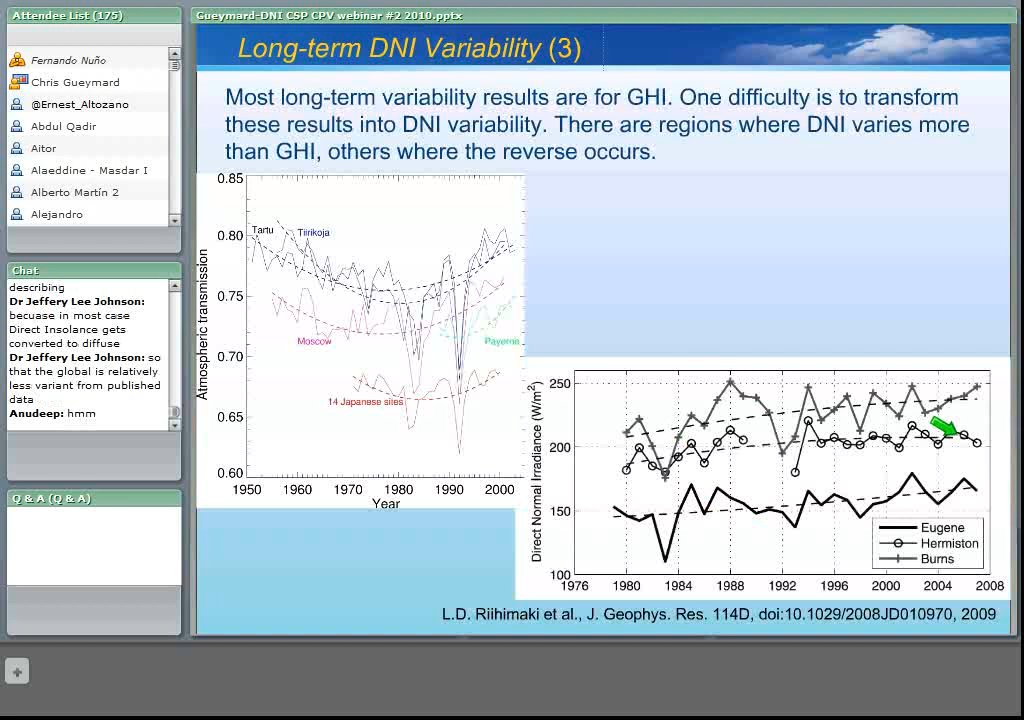 Attendee List (175)
Fernando Nuño
Chris Gueymard
@Ernest_Altozano
Abdul Qadir
Aitor
Alaeddine - Masdar I
Alberto Martín 2
Alejandro
Chat
describing
Dr Jeffery Lee Johnson:
becuase in most case
Direct Insolance gets
converted to diffuse
Dr Jeffery Lee Johnson: so
that the global is relatively
less variant from published
data
Anudeep: hmm
Q & A (Q & A)
Gueymard-DNI CSP CPV webinar #2 2010.pptx
Long-term DNI Variability (3)
Most long-term variability results are for GHI. One difficulty is to transform
these results into DNI variability. There are regions where DNI varies more
than GHI, others where the reverse occurs.
Atmospheric transmission
0.85
0.80
0.75
0.70
0.65
0.60
Tartu
Tiirikoja
Moscow
Payerne
14 Japanese sites
1950 1960 1970 1980 1990 2000
Year
Direct Normal Irradiance (W/m²)
250
200
150
100
Eugene
Hermiston
Burns
1976 1980 1984 1988 1992 1996 2000 2004 2008
L.D. Riihimaki et al., J. Geophys. Res. 114D, doi:10.1029/2008JD010970, 2009